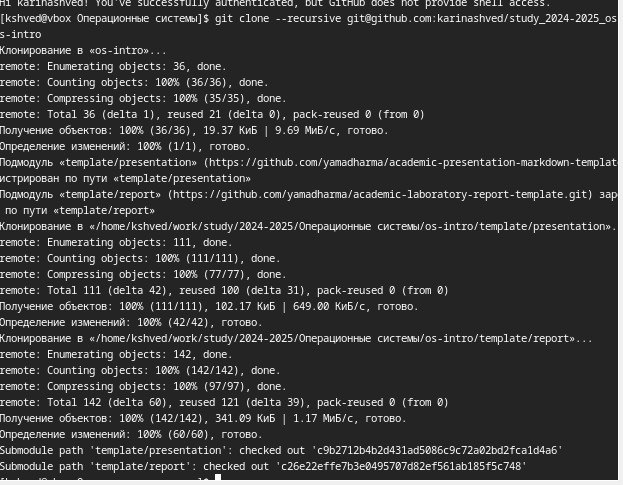 Hi karinashved! You've successfully authenticated, but GitHub does not provide shell access.
[kshved@vbox Операционные системы]$ git clone --recursive git@github.com:karinashved/study_2024-2025_os
s-intro
Клонирование в «os-intro»...
remote: Enumerating objects: 36, done.
remote: Counting objects: 100% (36/36), done.
remote: Compressing objects: 100% (35/35), done.
remote: Total 36 (delta 1), reused 21 (delta 0), pack-reused 0 (from 0)
Получение объектов: 100% (36/36), 19.37 КиБ | 9.69 МиБ/с, готово.
Определение изменений: 100% (1/1), готово.
Подмодуль «template/presentation» (https://github.com/yamadharma/academic-presentation-markdown-templat
истрирован по пути «template/presentation»
Подмодуль «template/report» (https://github.com/yamadharma/academic-laboratory-report-template.git) заре
по пути «template/report»
Клонирование в «/home/kshved/work/study/2024-2025/Операционные системы/os-intro/template/presentation».
remote: Enumerating objects: 111, done.
remote: Counting objects: 100% (111/111), done.
remote: Compressing objects: 100% (77/77), done.
remote: Total 111 (delta 42), reused 100 (delta 31), pack-reused 0 (from 0)
Получение объектов: 100% (111/111), 102.17 КиБ | 649.00 КиБ/с, готово.
Определение изменений: 100% (42/42), готово.
Клонирование в «/home/kshved/work/study/2024-2025/Операционные системы/os-intro/template/report»...
remote: Enumerating objects: 142, done.
remote: Counting objects: 100% (142/142), done.
remote: Compressing objects: 100% (97/97), done.
remote: Total 142 (delta 60), reused 121 (delta 39), pack-reused 0 (from 0)
Получение объектов: 100% (142/142), 341.09 КиБ | 1.17 МиБ/с, готово.
Определение изменений: 100% (60/60), готово.
Submodule path 'template/presentation': checked out 'c9b2712b4b2d431ad5086c9c72a02bd2fca1d4a6'
Submodule path 'template/report': checked out 'c26e22effe7b3e0495707d82ef561ab185f5c748'